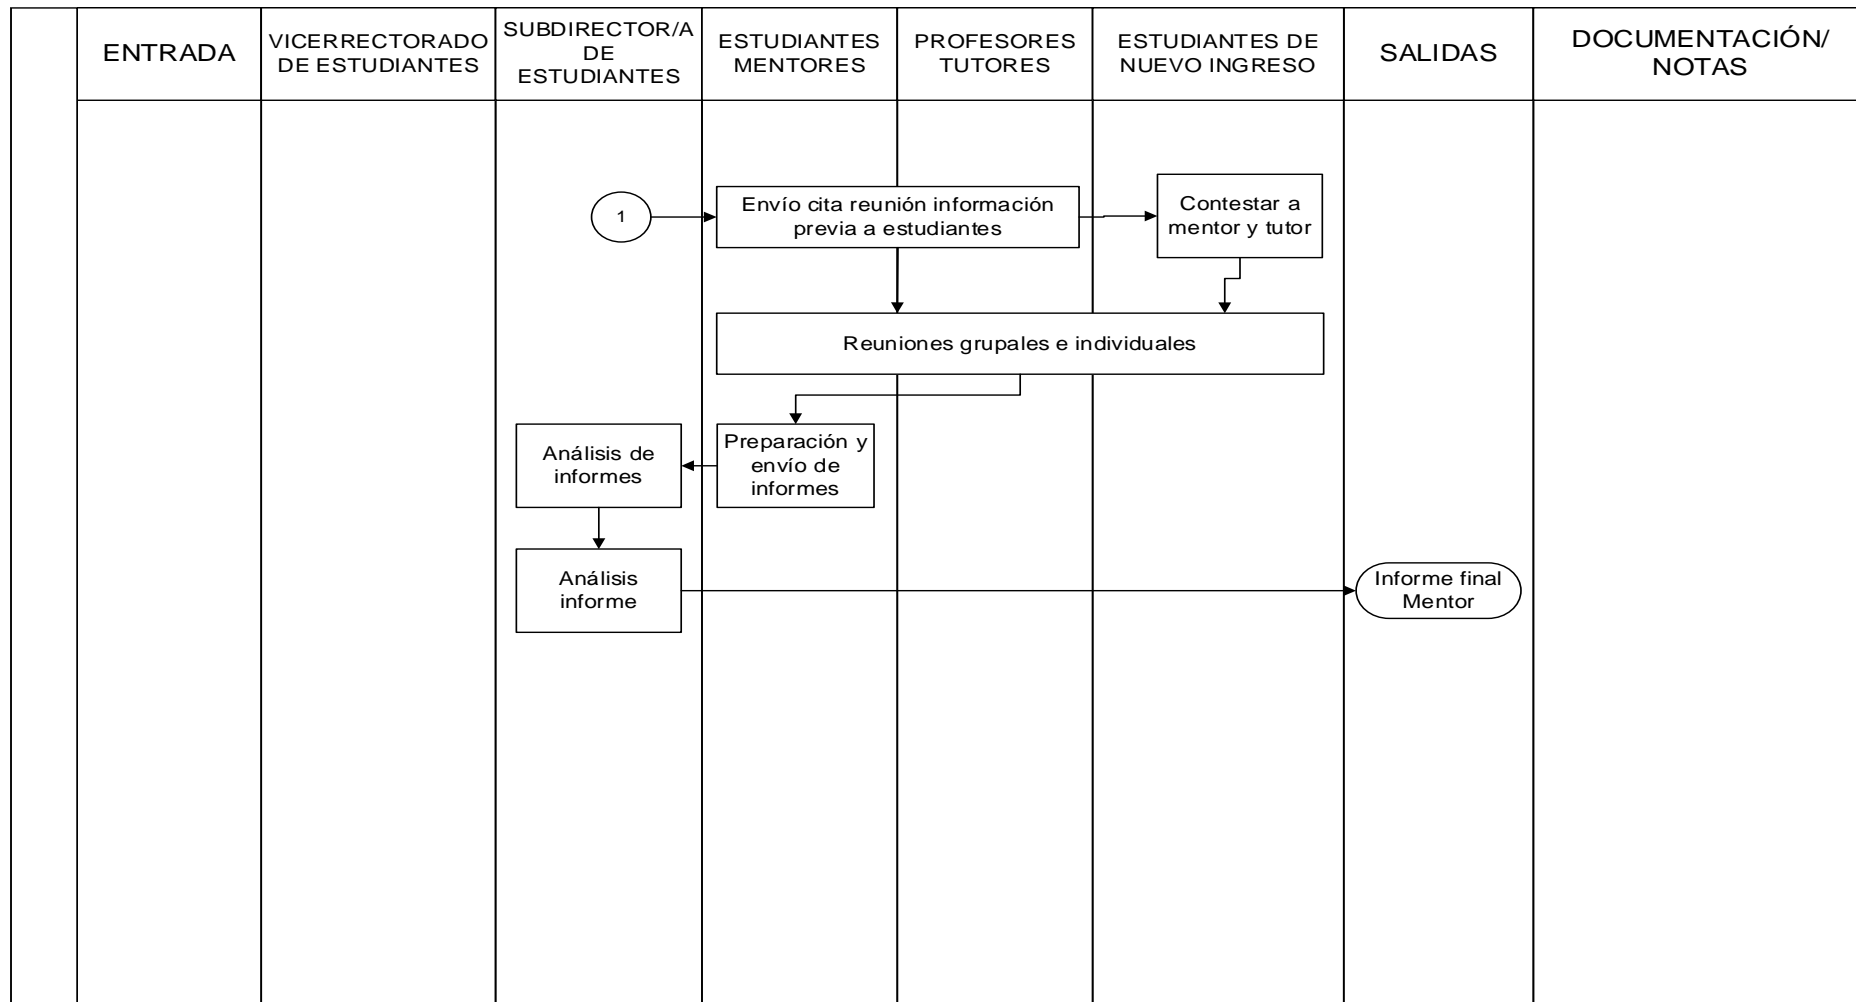 ENTRADA
VICERRECTORADO
DE ESTUDIANTES
SUBDIRECTOR/A
DE
ESTUDIANTES
ESTUDIANTES
MENTORES
PROFESORES
TUTORES
ESTUDIANTES DE
NUEVO INGRESO
SALIDAS
DOCUMENTACIÓN/
NOTAS
1
Envío cita reunión información
previa a estudiantes
Contestar a
mentor y tutor
Reuniones grupales e individuales
Análisis de
informes
Preparación y
envío de
informes
Análisis
informe
Informe final
Mentor